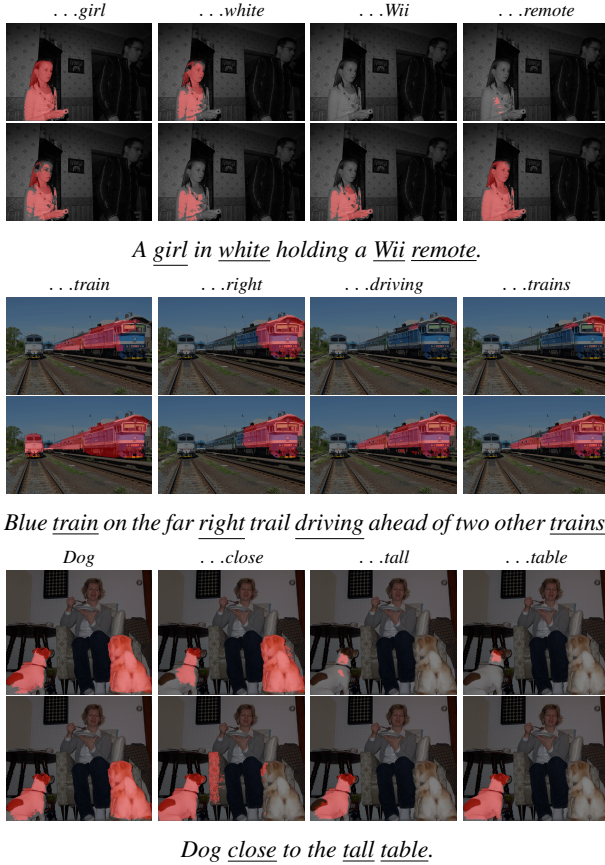 ...girl ...white ...Wii ...remote
A girl in white holding a Wii remote.
...train ...right ...driving ...trains
Blue train on the far right trail driving ahead of two other trains
Dog ...close ...tall ...table
Dog close to the tall table.